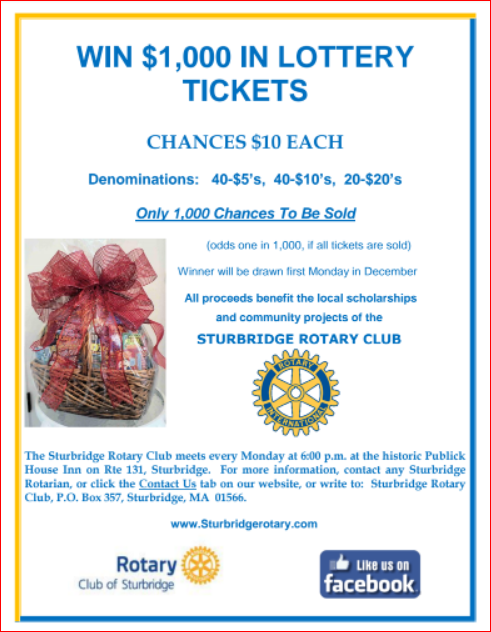 WIN $1,000 IN LOTTERY
TICKETS
CHANCES $10 EACH
Denominations: 40-$5's, 40-$10's, 20-$20's
Only 1,000 Chances To Be Sold
(odds one in 1,000, if all tickets are sold)
Winner will be drawn first Monday in December
All proceeds benefit the local scholarships
and community projects of the
STURBRIDGE ROTARY CLUB
ROTARY
INTERNATIONAL
The Sturbridge Rotary Club meets every Monday at 6:00 p.m. at the historic Publick
House Inn on Rte 131, Sturbridge. For more information, contact any Sturbridge
Rotarian, or click the Contact Us tab on our website, or write to: Sturbridge Rotary
Club, P.O. Box 357, Sturbridge, MA 01566.
www.Sturbridgerotary.com
Rotary
Club of Sturbridge
Like us on
facebook